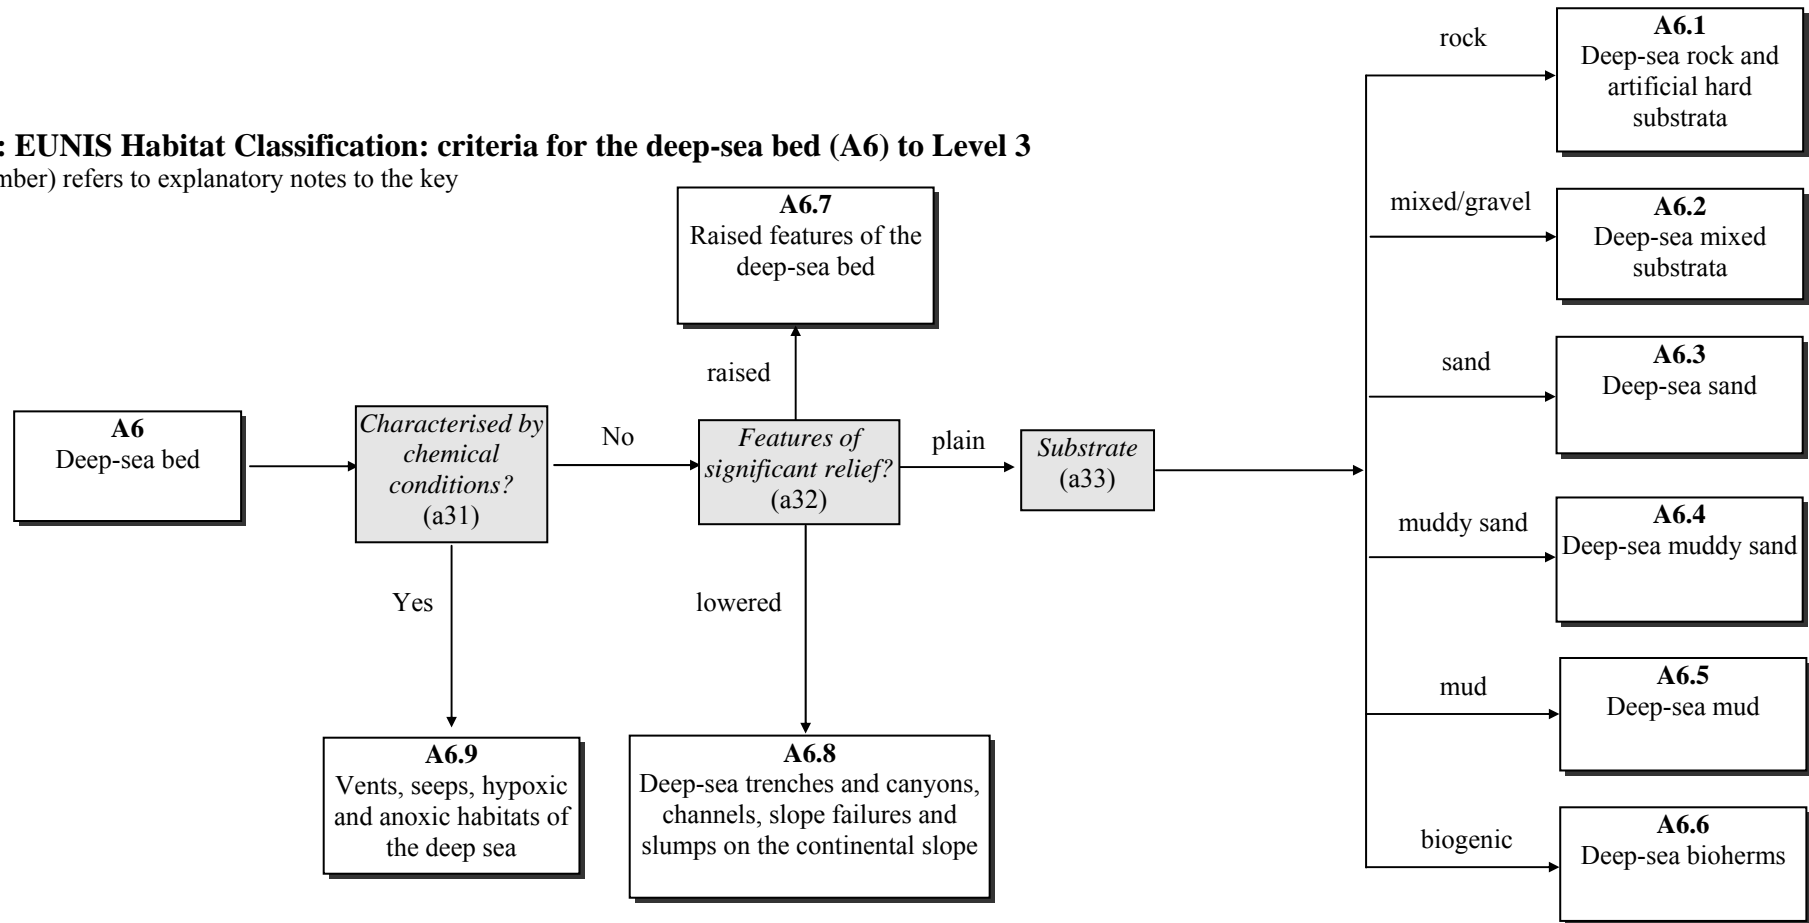 : EUNIS Habitat Classification: criteria for the deep-sea bed (A6) to Level 3
mber) refers to explanatory notes to the key
A6
Deep-sea bed
Characterised by
chemical
conditions?
(a31)
No
Yes
A6.9
Vents, seeps, hypoxic
and anoxic habitats of
the deep sea
Features of
significant relief?
(a32)
raised
A6.7
Raised features of the
deep-sea bed
lowered
A6.8
Deep-sea trenches and canyons,
channels, slope failures and
slumps on the continental slope
plain
Substrate
(a33)
rock
A6.1
Deep-sea rock and
artificial hard
substrata
mixed/gravel
A6.2
Deep-sea mixed
substrata
sand
A6.3
Deep-sea sand
muddy sand
A6.4
Deep-sea muddy sand
mud
A6.5
Deep-sea mud
biogenic
A6.6
Deep-sea bioherms